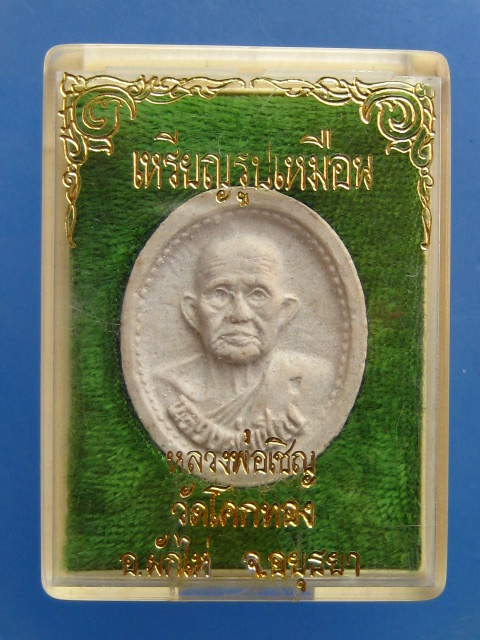 เหรียญรูปเหมือน
หลวงพ่อเชิญ
วัดโคกทอง
อ.ผักไห่ จ.อยุธยา